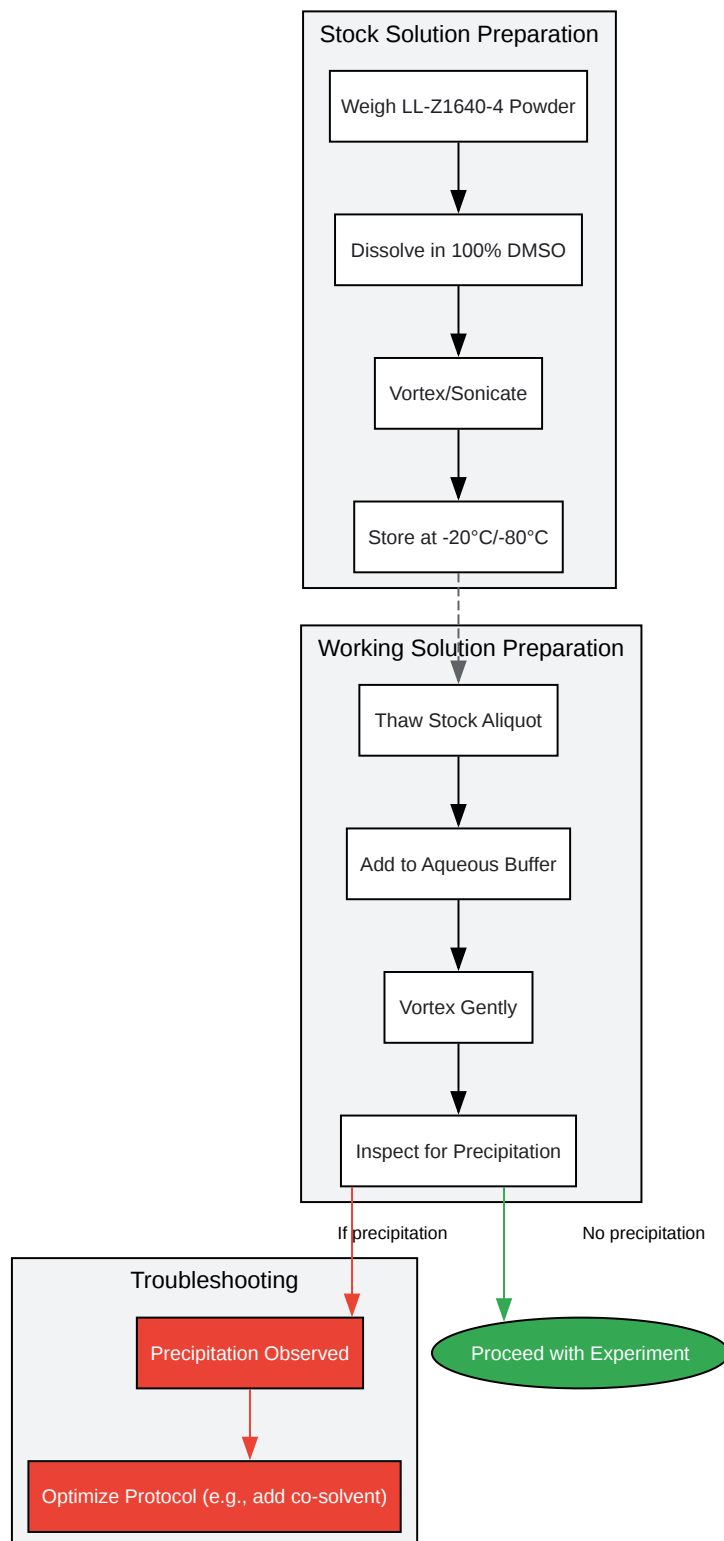 Stock Solution Preparation
Weigh LL-Z1640-4 Powder
Dissolve in 100% DMSO
Vortex/Sonicate
Store at -20°C/-80°C
Working Solution Preparation
Thaw Stock Aliquot
Add to Aqueous Buffer
Vortex Gently
Inspect for Precipitation
If precipitation
No precipitation
Troubleshooting
Precipitation Observed
Proceed with Experiment
Optimize Protocol (e.g., add co-solvent)